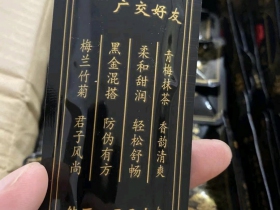 广交好友
青梅抹茶 香韵清爽
柔和甜润 轻松舒畅
黑金混搭 防伪有方
梅兰竹菊 君子风尚